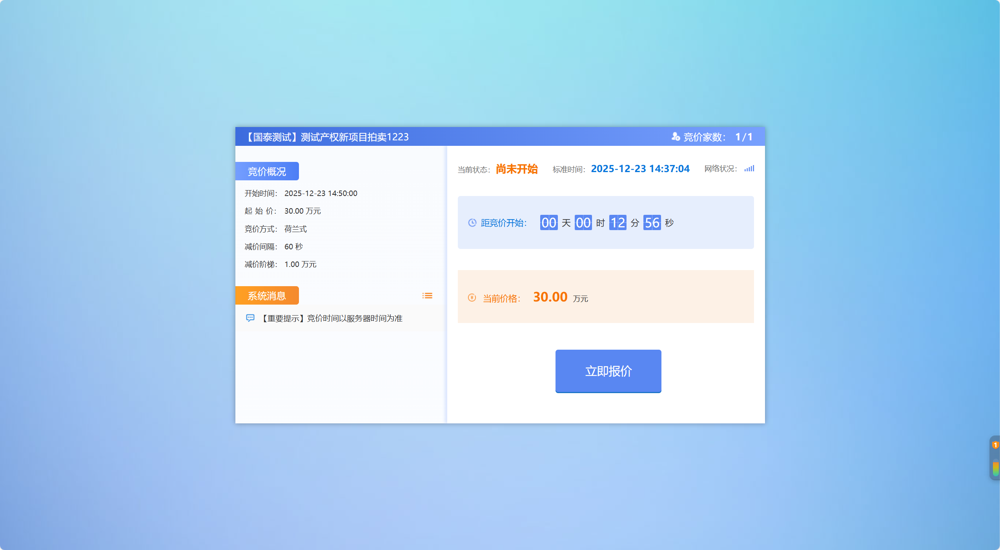 【国泰测试】测试产权新项目拍卖1223
竞价家数： 1/1
竞价概况
开始时间： 2025-12-23 14:50:00
起 始 价： 30.00 万元
竞价方式： 荷兰式
减价间隔： 60 秒
减价阶梯： 1.00 万元
系统消息
【重要提示】竞价时间以服务器时间为准
当前状态： 尚未开始 标准时间： 2025-12-23 14:37:04 网络状况：
距竞价开始： 00 天 00 时 12 分 56 秒
当前价格： 30.00 万元
立即报价
1